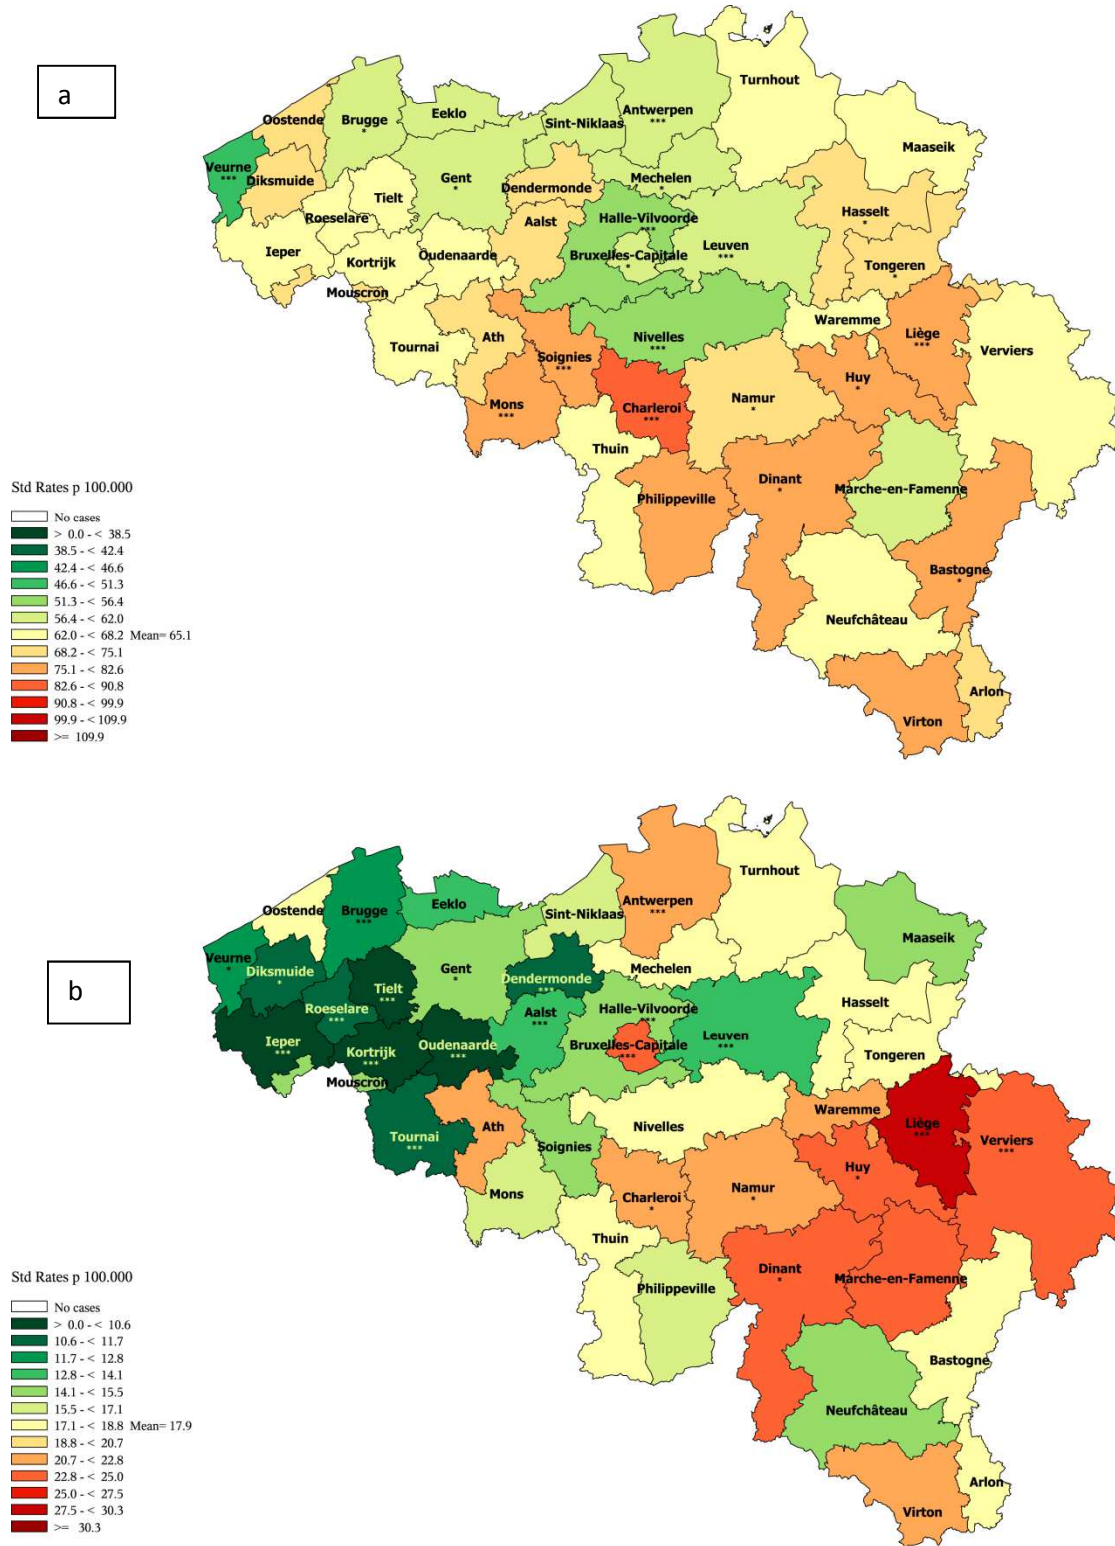 a
Turnhout
Antwerpen
***
Oostende
Brugge
*
Eeklo
Sint-Niklaas
Maaseik
Veurne
***
Diksmuide
Tielt
Gent
*
Dendermonde
Mechelen
*
Hasselt
*
Roeselare
Aalst
Halle-Vilvoorde
***
Ieper
Kortrijk
Oudenaarde
Bruxelles-Capitale
*
Leuven
***
Tongeren
*
Mouscron
Waremme
Liège
***
Tournai
Ath
Soignies
***
Nivelles
***
Verviers
Huy
*
Mons
***
Charleroi
***
Namur
*
Thuin
Dinant
*
Marche-en-Famenne
Philippeville
Bastogne
*
Neufchâteau
Arlon
Virton
Std Rates p 100.000
No cases
> 0.0 - < 38.5
38.5 - < 42.4
42.4 - < 46.6
46.6 - < 51.3
51.3 - < 56.4
56.4 - < 62.0
62.0 - < 68.2 Mean= 65.1
68.2 - < 75.1
75.1 - < 82.6
82.6 - < 90.8
90.8 - < 99.9
99.9 - < 109.9
>= 109.9
b
Turnhout
Antwerpen
***
Oostende
Brugge
***
Eeklo
Sint-Niklaas
Maaseik
Veurne
*
Diksmuide
*
Tielt
***
Gent
*
Dendermonde
***
Mechelen
Hasselt
Roeselare
***
Aalst
***
Halle-Vilvoorde
***
Ieper
***
Kortrijk
***
Oudenaarde
***
Bruxelles-Capitale
***
Leuven
***
Tongeren
Mouscron
Waremme
Liège
***
Tournai
***
Ath
Soignies
Nivelles
Verviers
***
Huy
*
Mons
Charleroi
*
Namur
*
Thuin
Dinant
*
Marche-en-Famenne
Philippeville
Bastogne
Neufchâteau
Arlon
Virton
Std Rates p 100.000
No cases
> 0.0 - < 10.6
10.6 - < 11.7
11.7 - < 12.8
12.8 - < 14.1
14.1 - < 15.5
15.5 - < 17.1
17.1 - < 18.8 Mean= 17.9
18.8 - < 20.7
20.7 - < 22.8
22.8 - < 25.0
25.0 - < 27.5
27.5 - < 30.3
>= 30.3